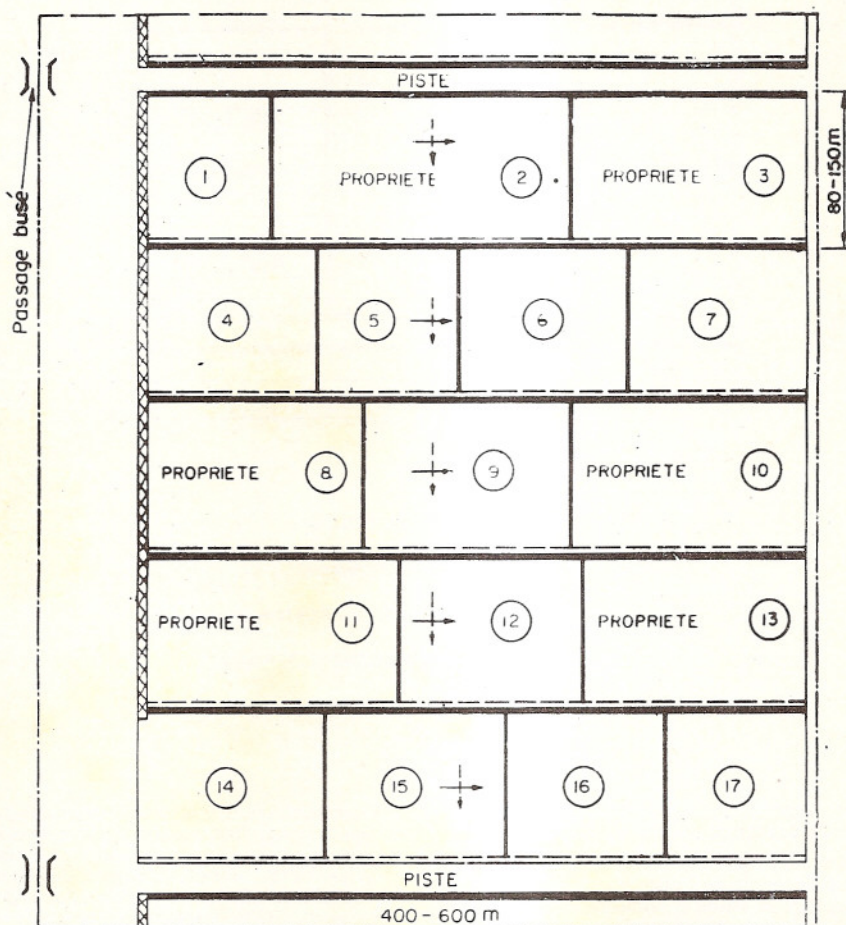 PISTE
1
PROPRIETE 2
PROPRIETE 3
80-150m
Passage busé
4
5
6
7
PROPRIETE 8
9
PROPRIETE 10
PROPRIETE 11
12
PROPRIETE 13
14
15
16
17
PISTE
400-600 m